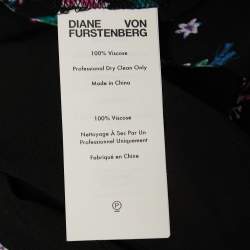 DIANE VON
FURSTENBERG
100% Viscose
Professional Dry Clean Only
Made in China
100% Viscose
Nettoyage À Sec Par Un
Professionnel Uniquement
Fabriqué en Chine
P